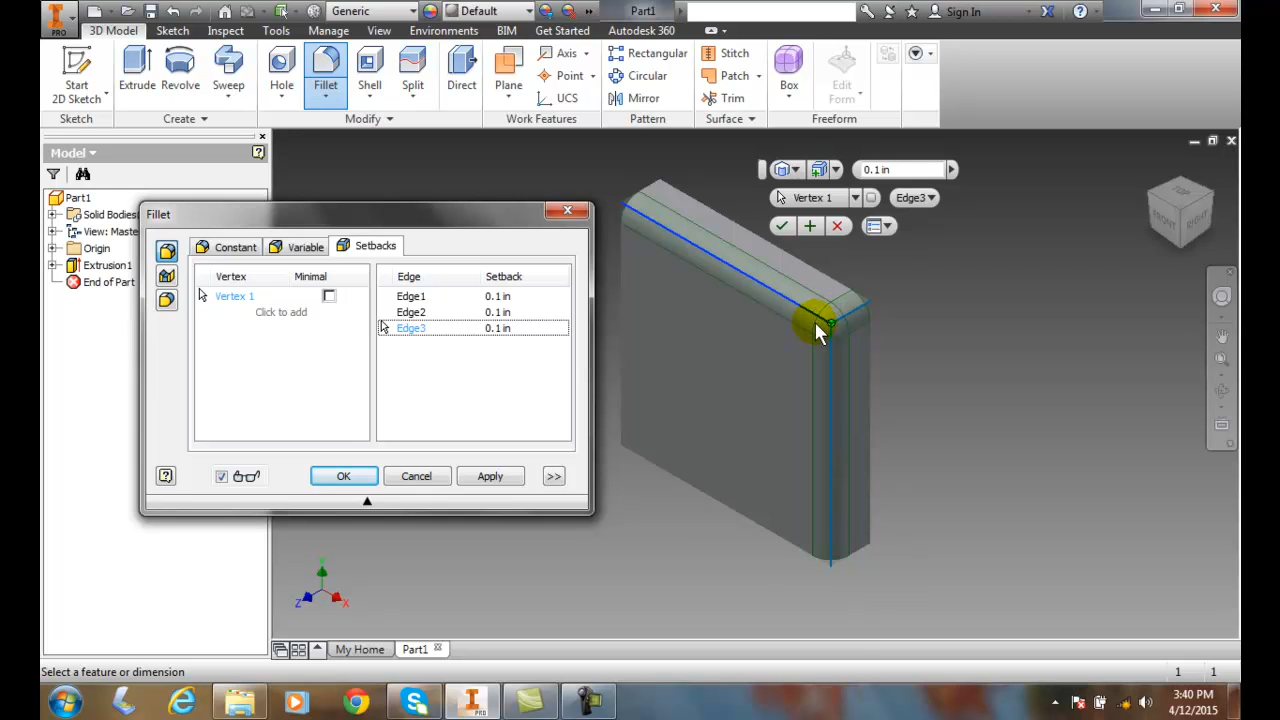 Generic
Default
Part1
Sign In
PRO
3D Model
Sketch
Inspect
Tools
Manage
View
Environments
BIM
Get Started
Autodesk 360
Start
2D Sketch
Extrude
Revolve
Sweep
Hole
Fillet
Shell
Split
Direct
Plane
Axis
Point
UCS
Rectangular
Circular
Mirror
Stitch
Patch
Trim
Box
Edit
Form
Sketch
Create
Modify
Work Features
Pattern
Surface
Freeform
Model
Part1
Solid Bodies
View: Maste
Origin
Extrusion1
End of Part
Fillet
Constant
Variable
Setbacks
Vertex Minimal
Vertex 1
Click to add
Edge Setback
Edge1 0.1 in
Edge2 0.1 in
Edge3 0.1 in
OK
Cancel
Apply
>>
0.1 in
Vertex 1
Edge3
TOP
FRONT
RIGHT
Y
Z
X
My Home
Part1
Select a feature or dimension
1 1
PRO
3:40 PM
4/12/2015